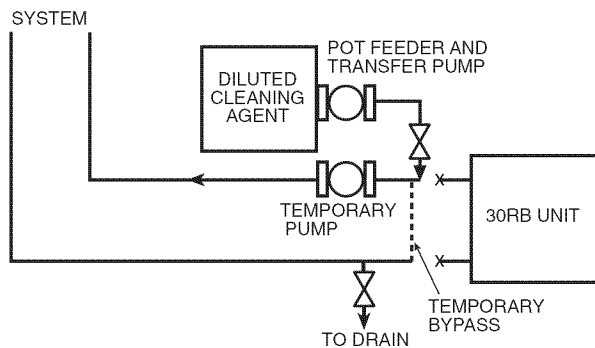 SYSTEM
POT FEEDER AND
TRANSFER PUMP
DILUTED
CLEANING
AGENT
TEMPORARY
PUMP
X
30RB UNIT
X
TEMPORARY
BYPASS
TO DRAIN